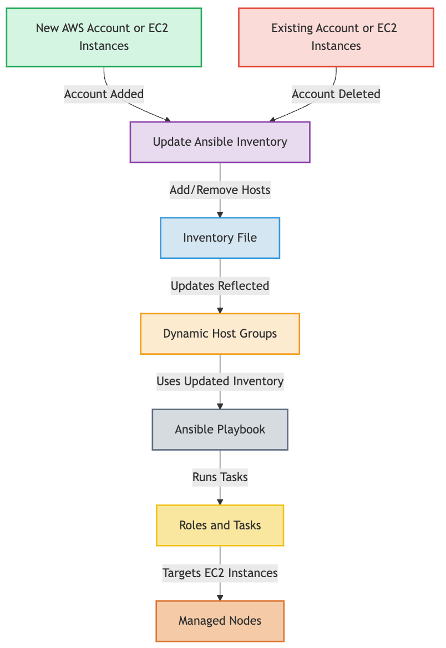 New AWS Account or EC2
Instances
Existing Account or EC2
Instances
Account Added
Account Deleted
Update Ansible Inventory
Add/Remove Hosts
Inventory File
Updates Reflected
Dynamic Host Groups
Uses Updated Inventory
Ansible Playbook
Runs Tasks
Roles and Tasks
Targets EC2 Instances
Managed Nodes